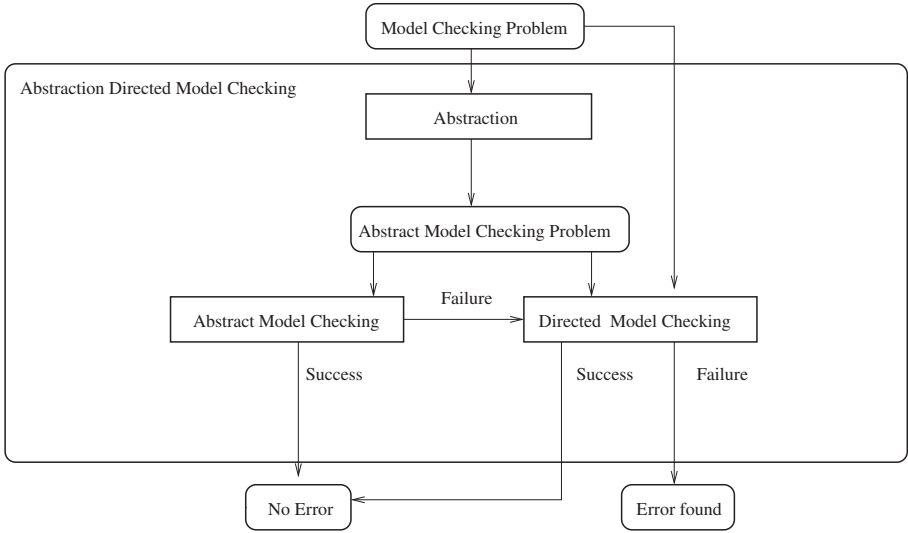 Model Checking Problem
Abstraction Directed Model Checking
Abstraction
Abstract Model Checking Problem
Failure
Abstract Model Checking
Directed Model Checking
Success
Success
Failure
No Error
Error found